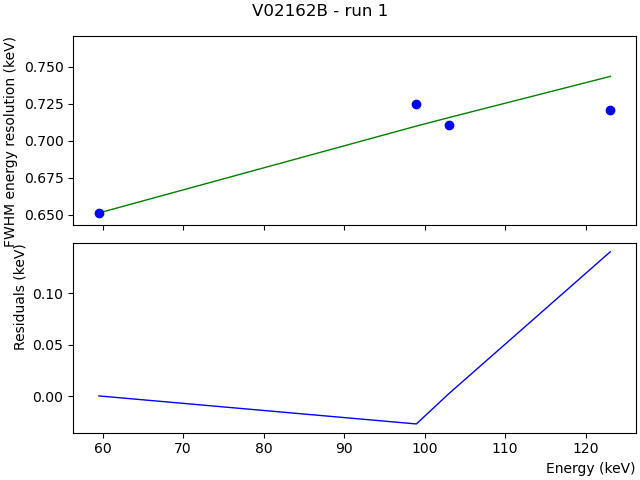 V02162B - run 1
FWHM energy resolution (keV)
0.750
0.725
0.700
0.675
0.650
Residuals (keV)
0.10
0.05
0.00
60 70 80 90 100 110 120
Energy (keV)